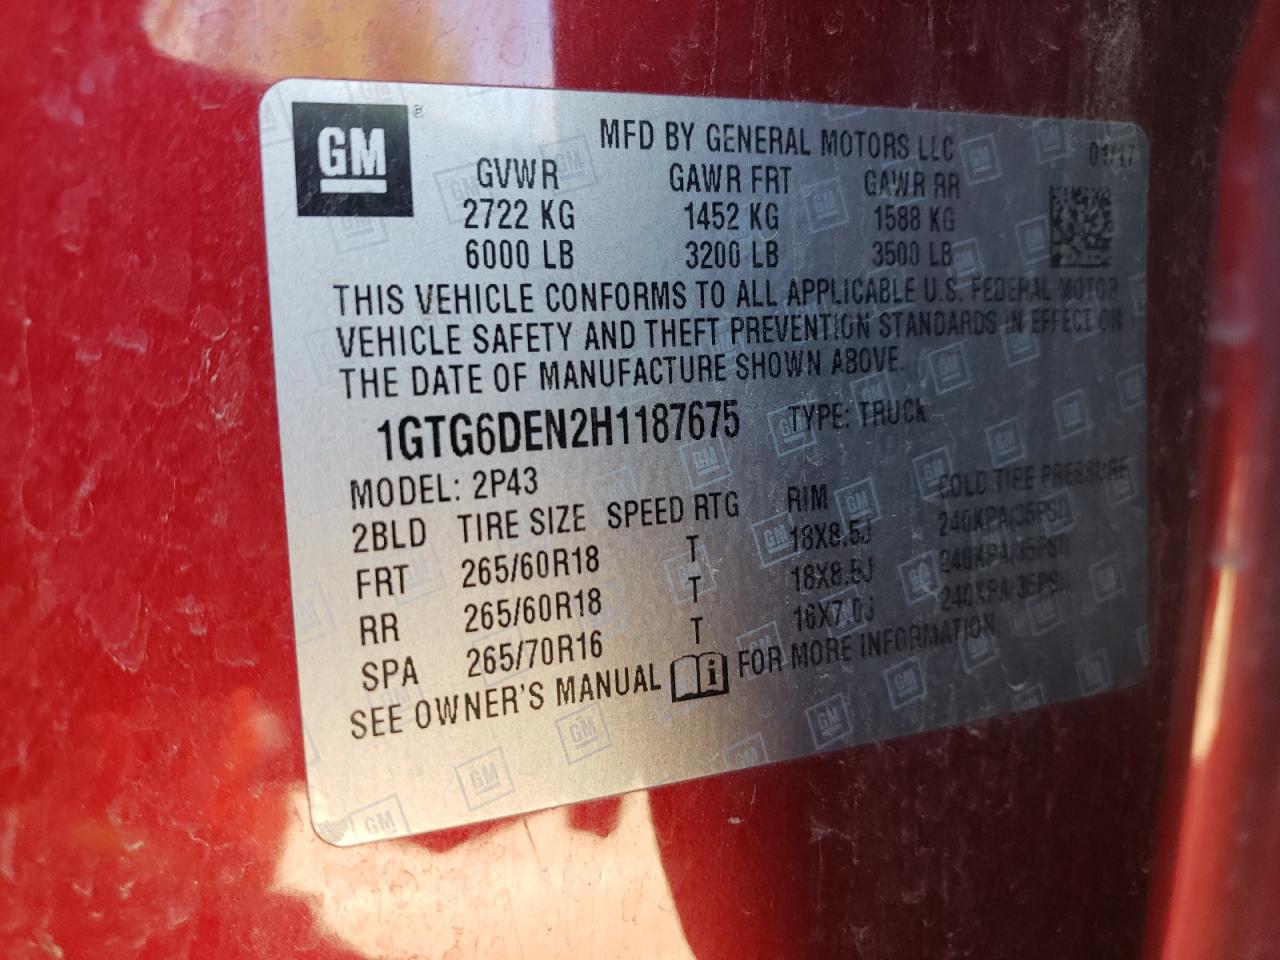 GM
MFD BY GENERAL MOTORS LLC
01/17
GVWR GAWR FRT GAWR RR
2722 KG 1452 KG 1588 KG
6000 LB 3200 LB 3500 LB
THIS VEHICLE CONFORMS TO ALL APPLICABLE U.S. FEDERAL MOTOR
VEHICLE SAFETY AND THEFT PREVENTION STANDARDS IN EFFECT ON
THE DATE OF MANUFACTURE SHOWN ABOVE.
1GTG6DEN2H1187675 TYPE: TRUCK
MODEL: 2P43
2BLD TIRE SIZE SPEED RTG RIM COLD TIRE PRESSURE
FRT 265/60R18 T 18X8.5J 240KPA/35PSI
RR 265/60R18 T 18X8.5J 240KPA/35PSI
SPA 265/70R16 T 16X7.0J 240KPA/35PSI
SEE OWNER'S MANUAL i FOR MORE INFORMATION